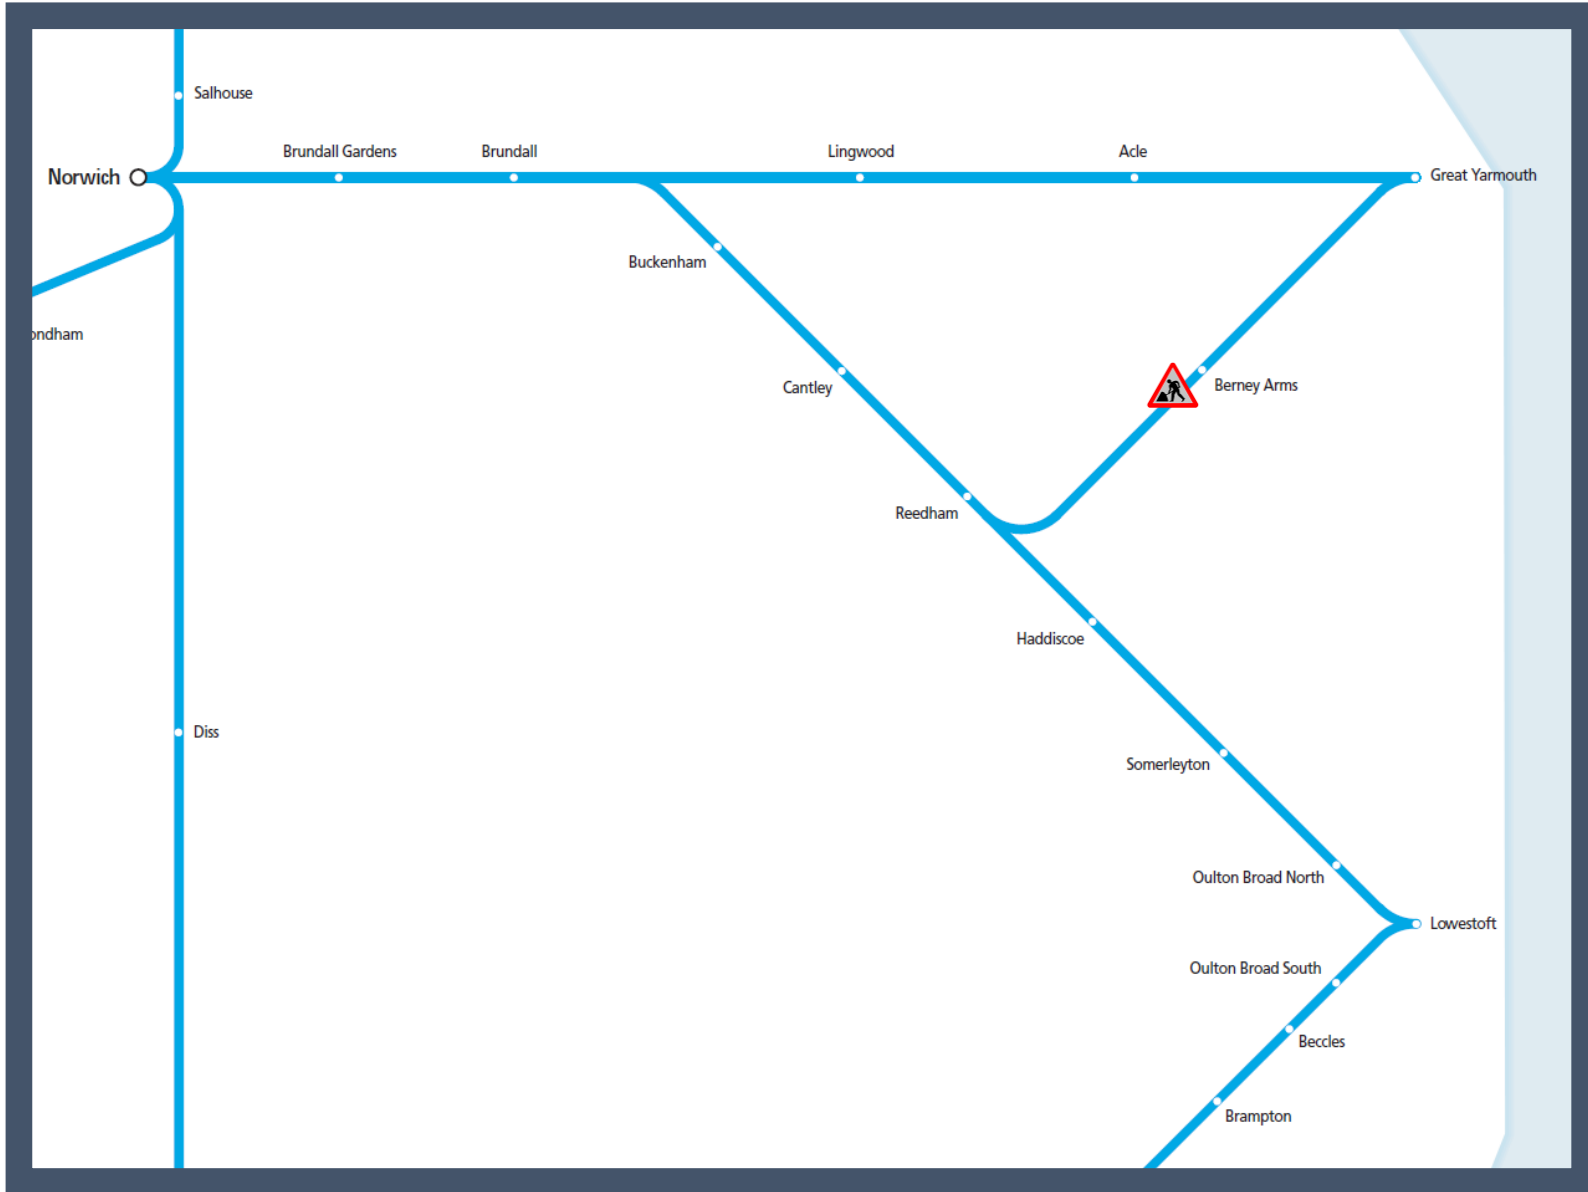 Salhouse
Brundall Gardens
Brundall
Lingwood
Acle
Norwich
Great Yarmouth
Buckenham
ondham
Cantley
Berney Arms
Reedham
Haddiscoe
Diss
Somerleyton
Oulton Broad North
Lowestoft
Oulton Broad South
Beccles
Brampton